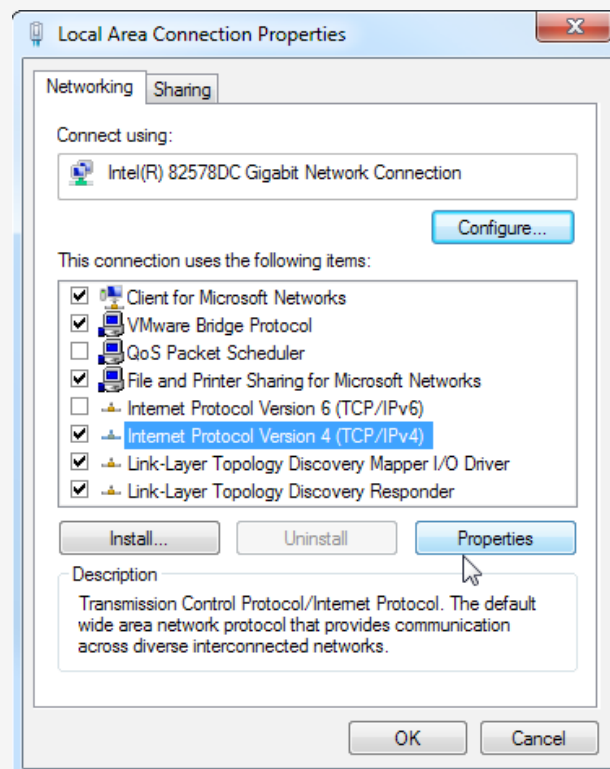 Local Area Connection Properties
Networking
Sharing
Connect using:
Intel(R) 82578DC Gigabit Network Connection
Configure...
This connection uses the following items:
Client for Microsoft Networks
VMware Bridge Protocol
QoS Packet Scheduler
File and Printer Sharing for Microsoft Networks
Internet Protocol Version 6 (TCP/IPv6)
Internet Protocol Version 4 (TCP/IPv4)
Link-Layer Topology Discovery Mapper I/O Driver
Link-Layer Topology Discovery Responder
Install...
Uninstall
Properties
Description
Transmission Control Protocol/Internet Protocol. The default
wide area network protocol that provides communication
across diverse interconnected networks.
OK
Cancel